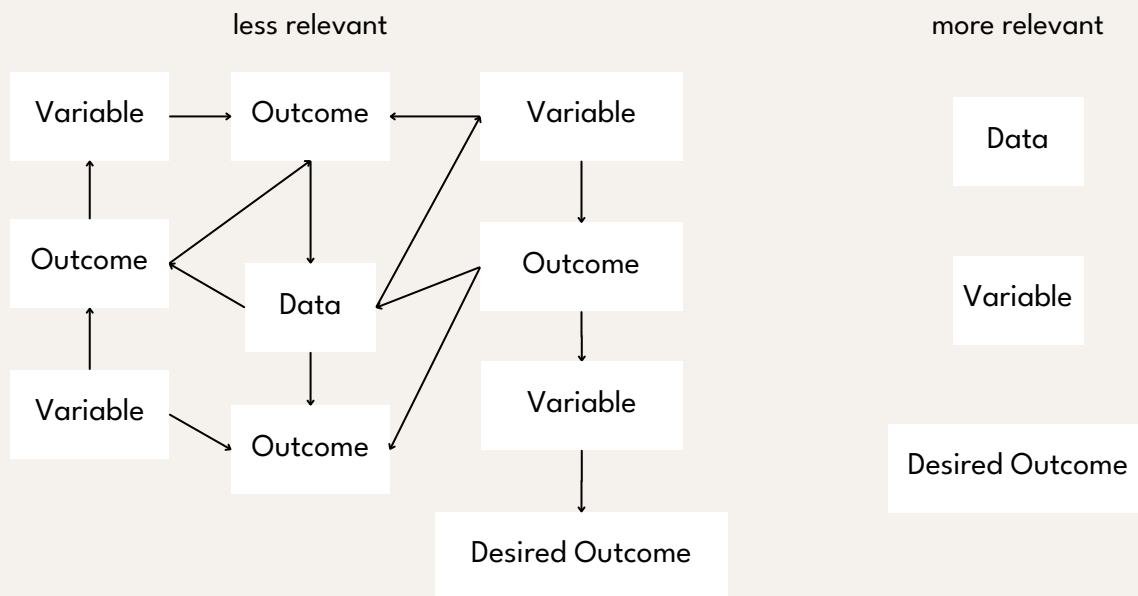 less relevant
more relevant
Variable
Outcome
Variable
Data
Outcome
Outcome
Data
Variable
Variable
Variable
Outcome
Desired Outcome
Desired Outcome